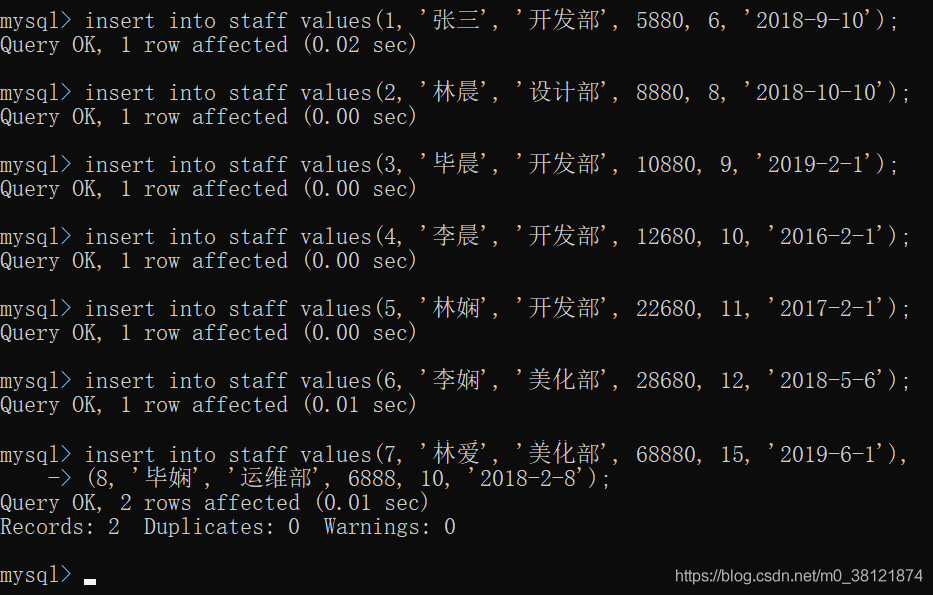 mysql> insert into staff values(1, '张三', '开发部', 5880, 6, '2018-9-10');
Query OK, 1 row affected (0.02 sec)
mysql> insert into staff values(2, '林晨', '设计部', 8880, 8, '2018-10-10');
Query OK, 1 row affected (0.00 sec)
mysql> insert into staff values(3, '毕晨', '开发部', 10880, 9, '2019-2-1');
Query OK, 1 row affected (0.00 sec)
mysql> insert into staff values(4, '李晨', '开发部', 12680, 10, '2016-2-1');
Query OK, 1 row affected (0.00 sec)
mysql> insert into staff values(5, '林娴', '开发部', 22680, 11, '2017-2-1');
Query OK, 1 row affected (0.00 sec)
mysql> insert into staff values(6, '李娴', '美化部', 28680, 12, '2018-5-6');
Query OK, 1 row affected (0.01 sec)
mysql> insert into staff values(7, '林爱', '美化部', 68880, 15, '2019-6-1'),
    -> (8, '毕娴', '运维部', 6888, 10, '2018-2-8');
Query OK, 2 rows affected (0.01 sec)
Records: 2  Duplicates: 0  Warnings: 0
mysql>
https://blog.csdn.net/m0_38121874